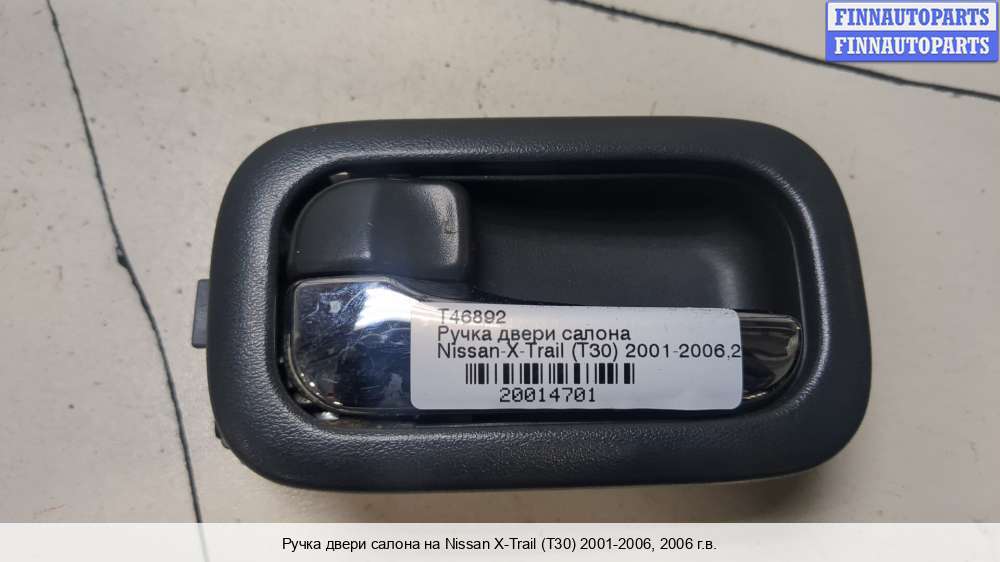 FINNAUTOPARTS
FINNAUTOPARTS
T46892
Ручка двери салона
Nissan-X-Trail (T30) 2001-2006,2
20014701
Ручка двери салона на Nissan X-Trail (T30) 2001-2006, 2006 г.в.